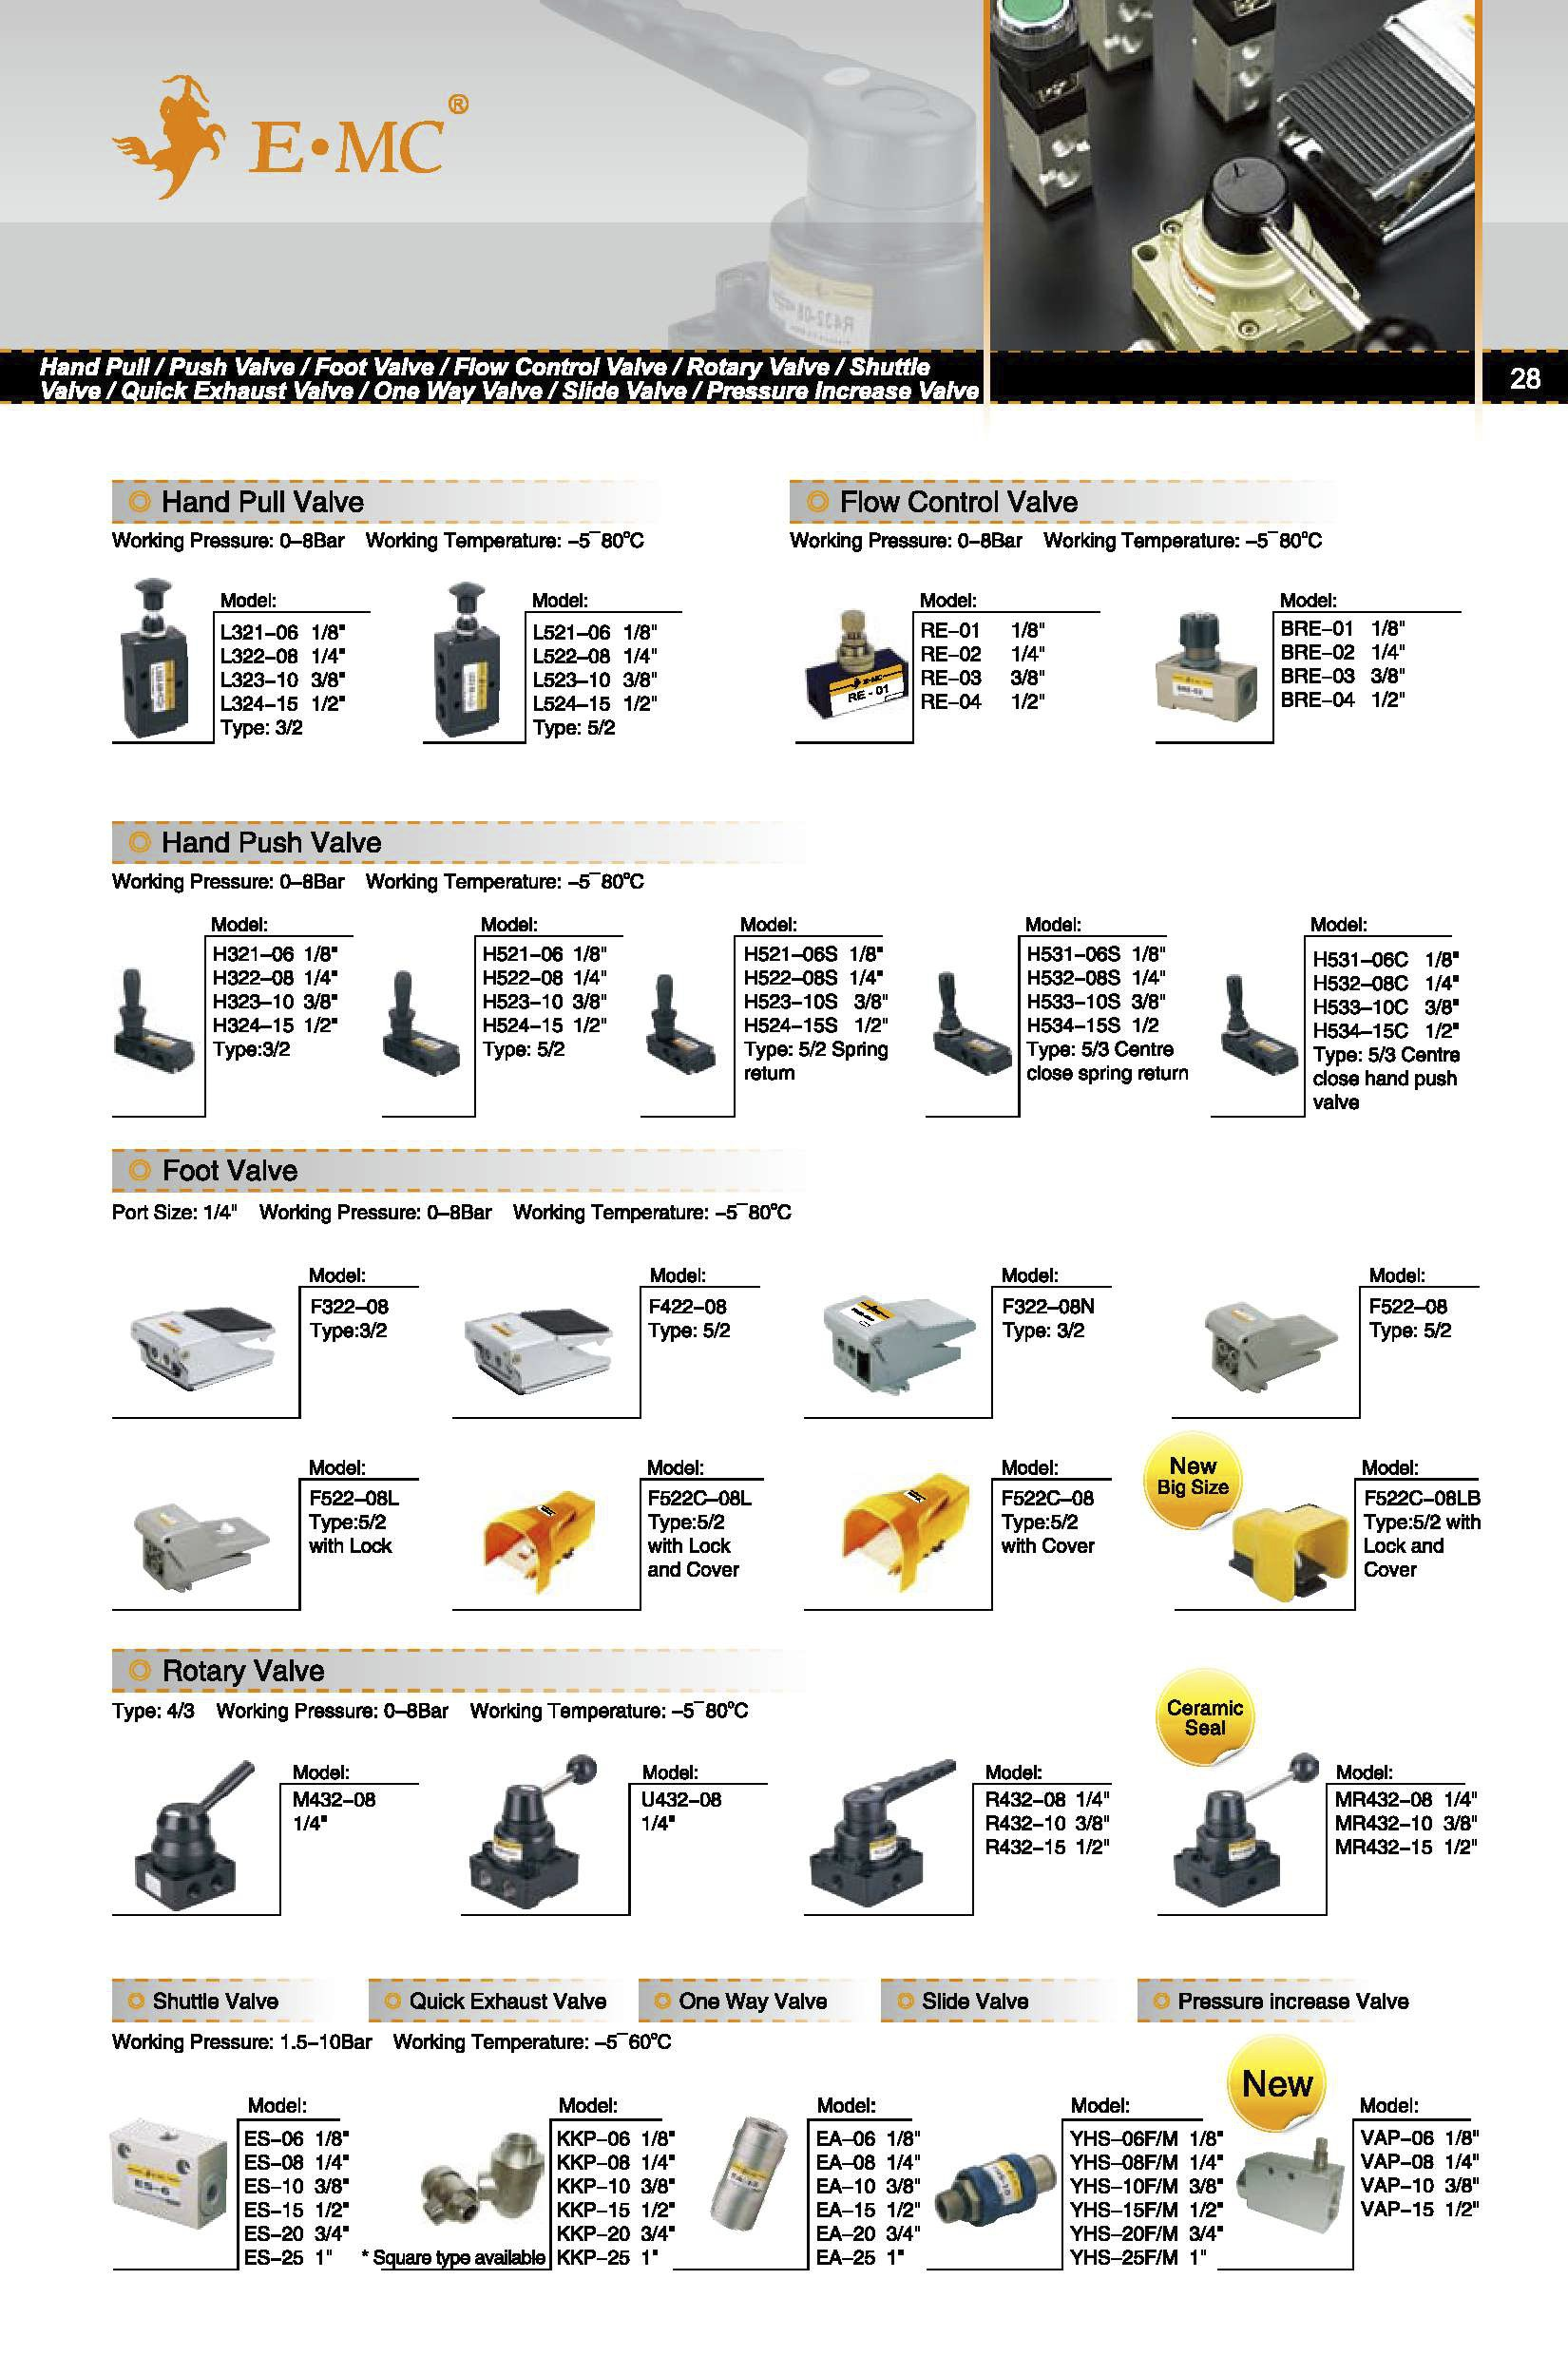 E•MC®
Hand Pull / Push Valve / Foot Valve / Flow Control Valve / Rotary Valve / Shuttle
Valve / Quick Exhaust Valve / One Way Valve / Slide Valve / Pressure Increase Valve
28
Hand Pull Valve
Working Pressure: 0–8Bar Working Temperature: –5¯80°C
Model:
L321–06 1/8"
L322–08 1/4"
L323–10 3/8"
L324–15 1/2"
Type: 3/2
Model:
L521–06 1/8"
L522–08 1/4"
L523–10 3/8"
L524–15 1/2"
Type: 5/2
Flow Control Valve
Working Pressure: 0–8Bar Working Temperature: –5¯80°C
RE - 01
Model:
RE–01 1/8"
RE–02 1/4"
RE–03 3/8"
RE–04 1/2"
Model:
BRE–01 1/8"
BRE–02 1/4"
BRE–03 3/8"
BRE–04 1/2"
Hand Push Valve
Working Pressure: 0–8Bar Working Temperature: –5¯80°C
Model:
H321–06 1/8"
H322–08 1/4"
H323–10 3/8"
H324–15 1/2"
Type:3/2
Model:
H521–06 1/8"
H522–08 1/4"
H523–10 3/8"
H524–15 1/2"
Type: 5/2
Model:
H521–06S 1/8"
H522–08S 1/4"
H523–10S 3/8"
H524–15S 1/2"
Type: 5/2 Spring
return
Model:
H531–06S 1/8"
H532–08S 1/4"
H533–10S 3/8"
H534–15S 1/2
Type: 5/3 Centre
close spring return
Model:
H531–06C 1/8"
H532–08C 1/4"
H533–10C 3/8"
H534–15C 1/2"
Type: 5/3 Centre
close hand push
valve
Foot Valve
Port Size: 1/4" Working Pressure: 0–8Bar Working Temperature: –5¯80°C
Model:
F322–08
Type:3/2
Model:
F422–08
Type: 5/2
Model:
F322–08N
Type: 3/2
Model:
F522–08
Type: 5/2
Model:
F522–08L
Type:5/2
with Lock
Model:
F522C–08L
Type:5/2
with Lock
and Cover
Model:
F522C–08
Type:5/2
with Cover
New
Big Size
Model:
F522C–08LB
Type:5/2 with
Lock and
Cover
Rotary Valve
Type: 4/3 Working Pressure: 0–8Bar Working Temperature: –5¯80°C
Model:
M432–08
1/4"
Model:
U432–08
1/4"
Model:
R432–08 1/4"
R432–10 3/8"
R432–15 1/2"
Ceramic
Seal
Model:
MR432–08 1/4"
MR432–10 3/8"
MR432–15 1/2"
Shuttle Valve
Quick Exhaust Valve
One Way Valve
Slide Valve
Pressure increase Valve
Working Pressure: 1.5–10Bar Working Temperature: –5¯60°C
ES-6
Model:
ES–06 1/8"
ES–08 1/4"
ES–10 3/8"
ES–15 1/2"
ES–20 3/4"
ES–25 1"
* Square type available
Model:
KKP–06 1/8"
KKP–08 1/4"
KKP–10 3/8"
KKP–15 1/2"
KKP–20 3/4"
KKP–25 1"
Model:
EA–06 1/8"
EA–08 1/4"
EA–10 3/8"
EA–15 1/2"
EA–20 3/4"
EA–25 1"
Model:
YHS–06F/M 1/8"
YHS–08F/M 1/4"
YHS–10F/M 3/8"
YHS–15F/M 1/2"
YHS–20F/M 3/4"
YHS–25F/M 1"
New
Model:
VAP–06 1/8"
VAP–08 1/4"
VAP–10 3/8"
VAP–15 1/2"